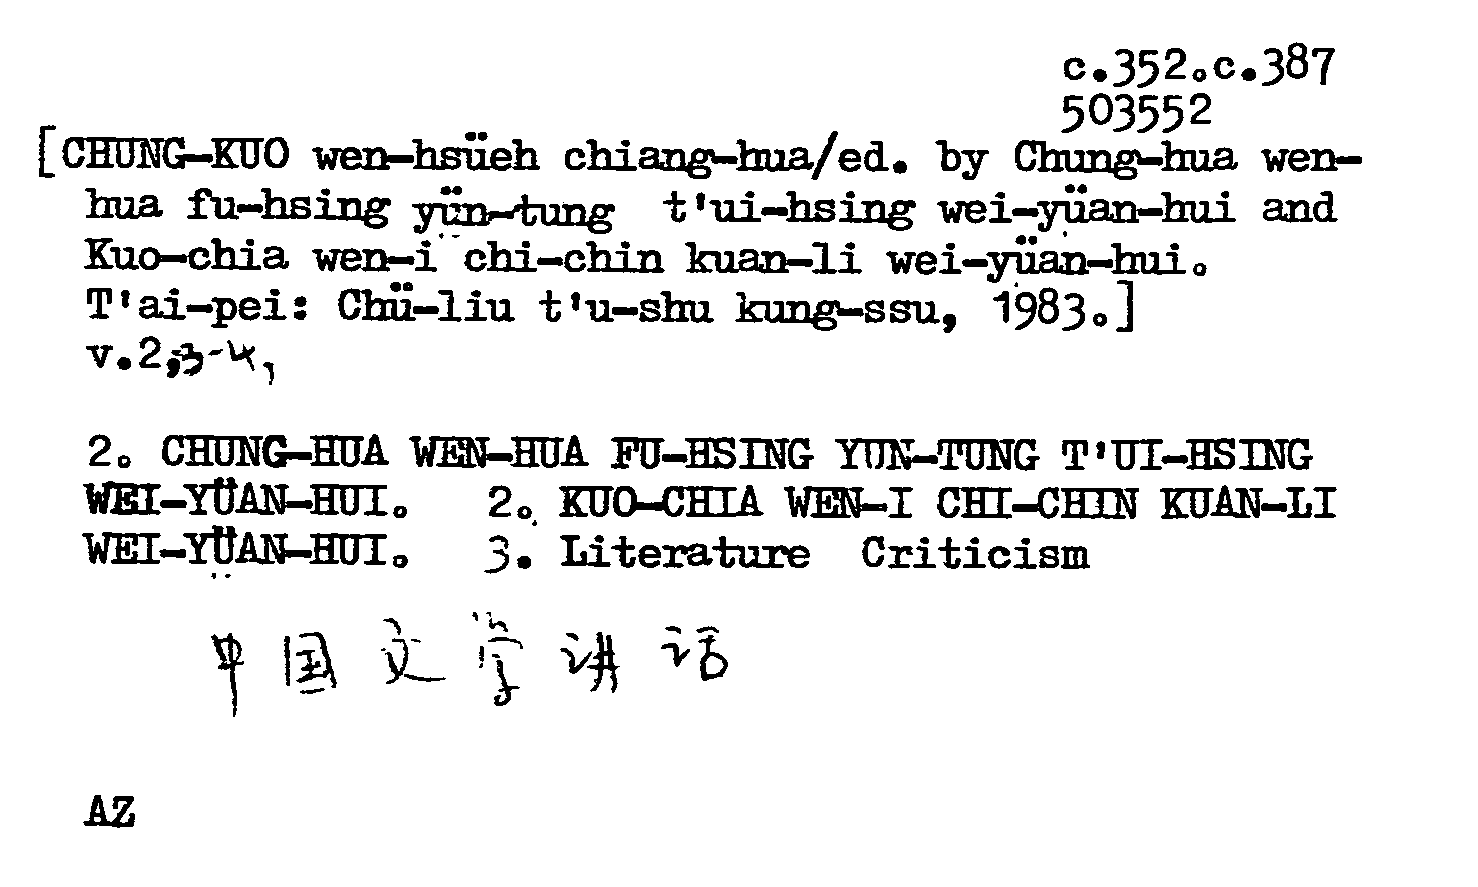 c.352.c.387
503552
[CHUNG-KUO wen-hsüeh chiang-hua/ed. by Chung-hua wen-
hua fu-hsing yün-tung t'ui-hsing wei-yüan-hui and
Kuo-chia wen-i chi-chin kuan-li wei-yüan-hui.
T'ai-pei: Chü-liu t'u-shu kung-ssu, 1983.]
v.2,3-4,
2. CHUNG-HUA WEN-HUA FU-HSING YUN-TUNG T'UI-HSING
WEI-YÜAN-HUI. 2. KUO-CHIA WEN-I CHI-CHIN KUAN-LI
WEI-YÜAN-HUI. 3. Literature Criticism
中国文学讲话
AZ